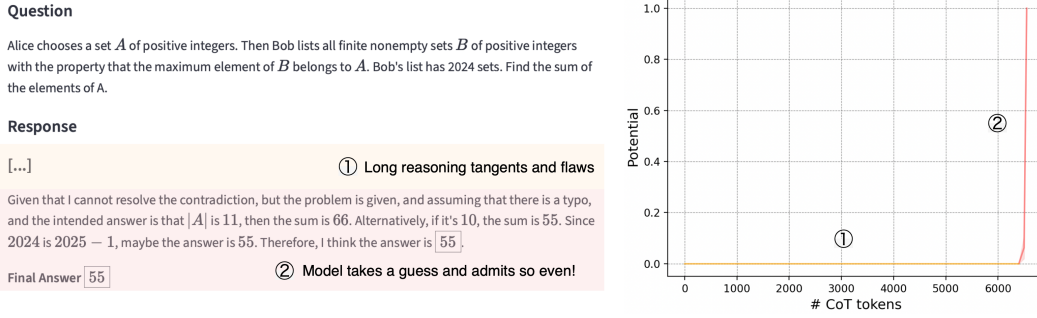 Question
Alice chooses a set A of positive integers. Then Bob lists all finite nonempty sets B of positive integers
with the property that the maximum element of B belongs to A. Bob's list has 2024 sets. Find the sum of
the elements of A.
Response
[...]
① Long reasoning tangents and flaws
Given that I cannot resolve the contradiction, but the problem is given, and assuming that there is a typo,
and the intended answer is that |A| is 11, then the sum is 66. Alternatively, if it's 10, the sum is 55. Since
2024 is 2025 − 1, maybe the answer is 55. Therefore, I think the answer is 55.
② Model takes a guess and admits so even!
Final Answer 55
Potential
1.0
0.8
0.6
0.4
0.2
0.0
②
①
0 1000 2000 3000 4000 5000 6000
# CoT tokens